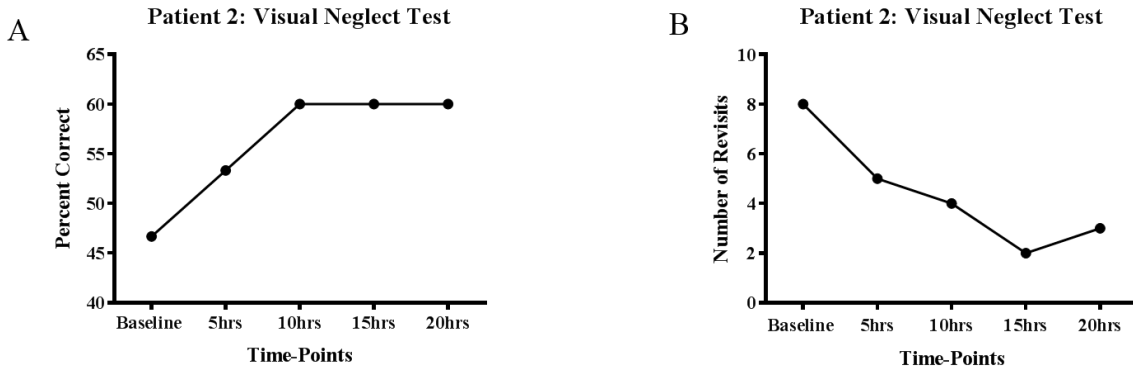 A
Patient 2: Visual Neglect Test
Percent Correct
65
60
55
50
45
40
Baseline 5hrs 10hrs 15hrs 20hrs
Time-Points
B
Patient 2: Visual Neglect Test
Number of Revisits
10
8
6
4
2
0
Baseline 5hrs 10hrs 15hrs 20hrs
Time-Points